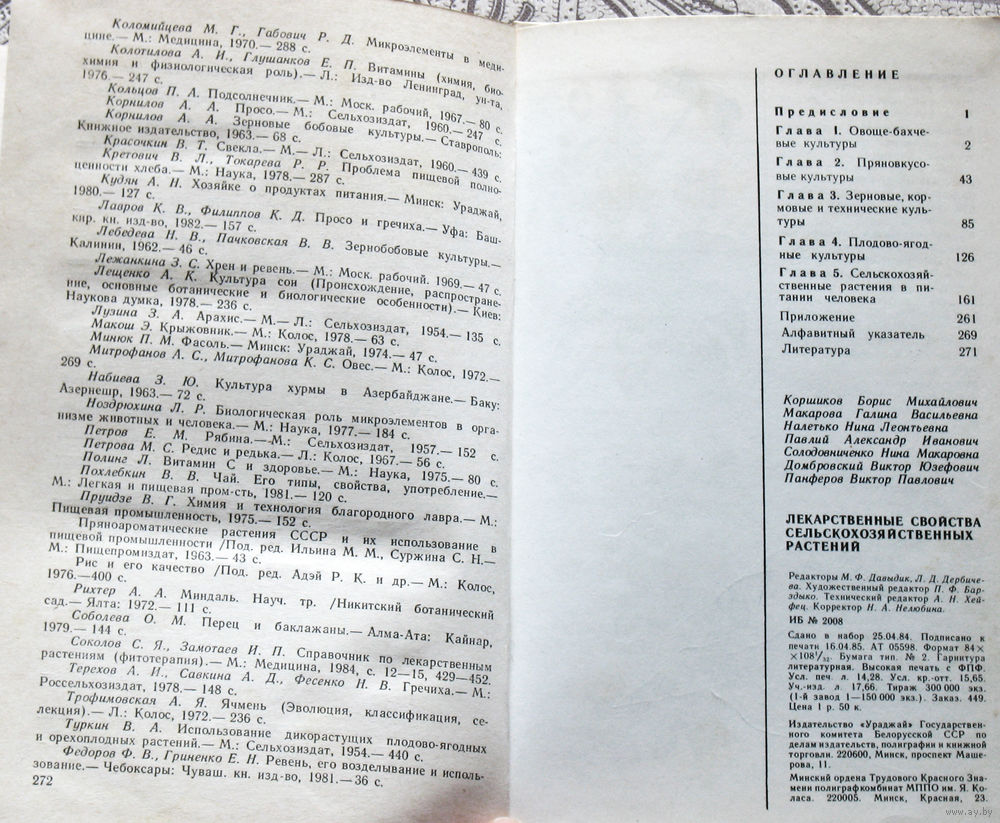 Коломийцева М. Г., Габович Р. Д. Микроэлементы в меди-
цине.— М.: Медицина, 1970.— 288 с.
Колотилова А. И., Глушанков Е. П. Витамины (химия, био-
химия и физиологическая роль).— Л.: Изд-во Ленинград, ун-та,
1976.— 247 с.
Кольцов П. А. Подсолнечник.— М.: Моск. рабочий, 1967.— 80 с.
Корнилов А. А. Просо.— М.: Сельхозиздат, 1960.— 247 с.
Корнилов А. А. Зерновые бобовые культуры.— Ставрополь:
Книжное издательство, 1963.— 68 с.
Красочкин В. Т. Свекла.— М.— Л.: Сельхозиздат, 1960.— 439 с.
Кретович В. Л., Токарева Р. Р. Проблема пищевой полно-
ценности хлеба.— М.: Наука, 1978.— 287 с.
Кудян А. Н. Хозяйке о продуктах питания.— Минск: Ураджай,
1980.— 127 с.
Лавров К. В., Филиппов К. Д. Просо и гречиха.— Уфа: Баш-
кир. кн. изд-во, 1982.— 157 с.
Лебедева Н. В., Пачковская В. В. Зернобобовые культуры.—
Калинин, 1962.— 46 с.
Лежанкина З. С. Хрен и ревень.— М.: Моск. рабочий. 1969.— 47 с.
Лещенко А. К. Культура сои (Происхождение, распростране-
ние, основные ботанические и биологические особенности).— Киев:
Наукова думка, 1978.— 236 с.
Лузина З. А. Арахис.— М.— Л.: Сельхозиздат, 1954.— 135 с.
Макош Э. Крыжовник.— М.: Колос, 1978.— 63 с.
Минюк П. М. Фасоль.— Минск: Ураджай, 1974.— 47 с.
Митрофанов А. С., Митрофанова К. С. Овес.— М.: Колос, 1972.—
269 с.
Набиева З. Ю. Культура хурмы в Азербайджане.— Баку:
Азернешр, 1963.— 72 с.
Ноздрюхина Л. Р. Биологическая роль микроэлементов в орга-
низме животных и человека.— М.: Наука, 1977.— 184 с.
Петров Е. М. Рябина.— М.: Сельхозиздат, 1957.— 152 с.
Петрова М. С. Редис и редька.— Л.: Колос, 1967.— 56 с.
Полинг Л. Витамин С и здоровье.— М.: Наука, 1975.— 80 с.
Похлебкин В. В. Чай. Его типы, свойства, употребление.—
М.: Легкая и пищевая пром-сть, 1981.— 120 с.
Пруидзе В. Г. Химия и технология благородного лавра.— М.:
Пищевая промышленность, 1975.— 152 с.
Пряноароматические растения СССР и их использование в
пищевой промышленности /Под. ред. Ильина М. М., Суржина С. Н.—
М.: Пищепромиздат, 1963.— 43 с.
Рис и его качество /Под. ред. Адэй Р. К. и др.— М.: Колос,
1976.—400 с.
Рихтер А. А. Миндаль. Науч. тр. /Никитский ботанический
сад.— Ялта: 1972.— 111 с.
Соболева О. М. Перец и баклажаны.— Алма-Ата: Кайнар,
1979.— 144 с.
Соколов С. Я., Замотаев И. П. Справочник по лекарственным
растениям (фитотерапия).— М.: Медицина, 1984, с. 12—15, 429—452.
Терехов А. И., Савкина А. Д., Фесенко Н. В. Гречиха.— М.:
Россельхозиздат, 1978.— 148 с.
Трофимовская А. Я. Ячмень (Эволюция, классификация, се-
лекция).— Л.: Колос, 1972.— 236 с.
Туркин В. А. Использование дикорастущих плодово-ягодных
и орехоплодных растений.— М.: Сельхозиздат, 1954.— 440 с.
Федоров Ф. В., Гриненко Е. Н. Ревень, его возделывание и исполь-
зование.— Чебоксары: Чуваш. кн. изд-во, 1981.— 36 с.
272
ОГЛАВЛЕНИЕ
Предисловие 1
Глава 1. Овоще-бахче-
вые культуры 2
Глава 2. Пряновкусо-
вые культуры 43
Глава 3. Зерновые, кор-
мовые и технические куль-
туры 85
Глава 4. Плодово-ягод-
ные культуры 126
Глава 5. Сельскохозяй-
ственные растения в пи-
тании человека 161
Приложение 261
Алфавитный указатель 269
Литература 271
Коршиков Борис Михайлович
Макарова Галина Васильевна
Налетько Нина Леонтьевна
Павлий Александр Иванович
Солодовниченко Нина Макаровна
Домбровский Виктор Юзефович
Панферов Виктор Павлович
ЛЕКАРСТВЕННЫЕ СВОЙСТВА
СЕЛЬСКОХОЗЯЙСТВЕННЫХ
РАСТЕНИЙ
Редакторы М. Ф. Давыдик, Л. Д. Дербиче-
ва. Художественный редактор П. Ф. Бар-
здыко. Технический редактор А. Н. Хей-
фец. Корректор Н. А. Нелюбина.
ИБ № 2008
Сдано в набор 25.04.84. Подписано к
печати 16.04.85. АТ 05598. Формат 84×
×108¹/₃₂. Бумага тип. № 2. Гарнитура
литературная. Высокая печать с ФПФ.
Усл. печ. л. 14,28. Усл. кр.-отт. 15,65.
Уч.-изд. л. 17,66. Тираж 300 000 экз.
(1-й завод 1—150 000 экз.). Заказ. 449.
Цена 1 р. 50 к.
Издательство «Ураджай» Государствен-
ного комитета Белорусской ССР по
делам издательств, полиграфии и книжной
торговли. 220600, Минск, проспект Маше-
рова, 11.
Минский ордена Трудового Красного Зна-
мени полиграфкомбинат МППО им. Я. Ко-
ласа. 220005. Минск, Красная, 23.
www.ay.by